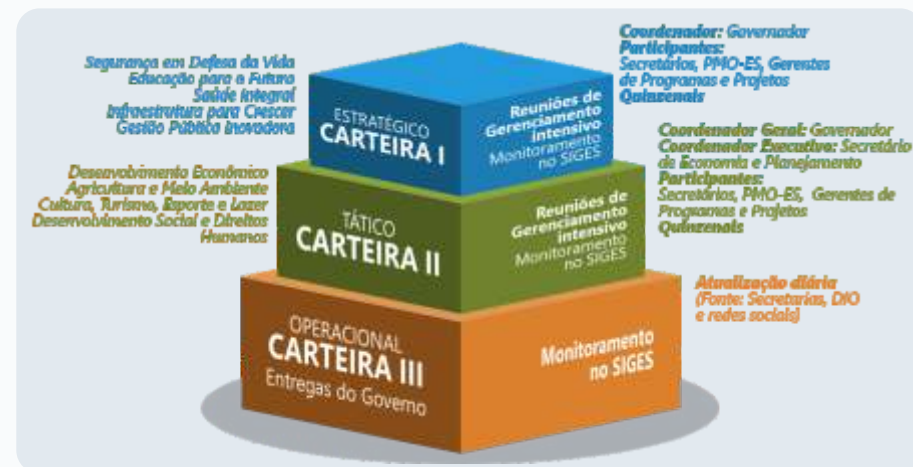 Segurança em Defesa da Vida
Educação para o Futuro
Saúde Integral
Infraestrutura para Crescer
Gestão Pública Inovadora
ESTRATÉGICO
CARTEIRA I
Reuniões de
Gerenciamento
intensivo
Monitoramento
no SIGES
Coordenador: Governador
Participantes:
Secretários, PMO-ES, Gerentes
de Programas e Projetos
Quinzenais
Desenvolvimento Econômico
Agricultura e Meio Ambiente
Cultura, Turismo, Esporte e Lazer
Desenvolvimento Social e Direitos
Humanos
TÁTICO
CARTEIRA II
Reuniões de
Gerenciamento
intensivo
Monitoramento
no SIGES
Coordenador Geral: Governador
Coordenador Executivo: Secretário
de Economia e Planejamento
Participantes:
Secretários, PMO-ES, Gerentes de
Programas e Projetos
Quinzenais
OPERACIONAL
CARTEIRA III
Entregas do Governo
Monitoramento
no SIGES
Atualização diária
(Fonte: Secretarias, DIO
e redes sociais)